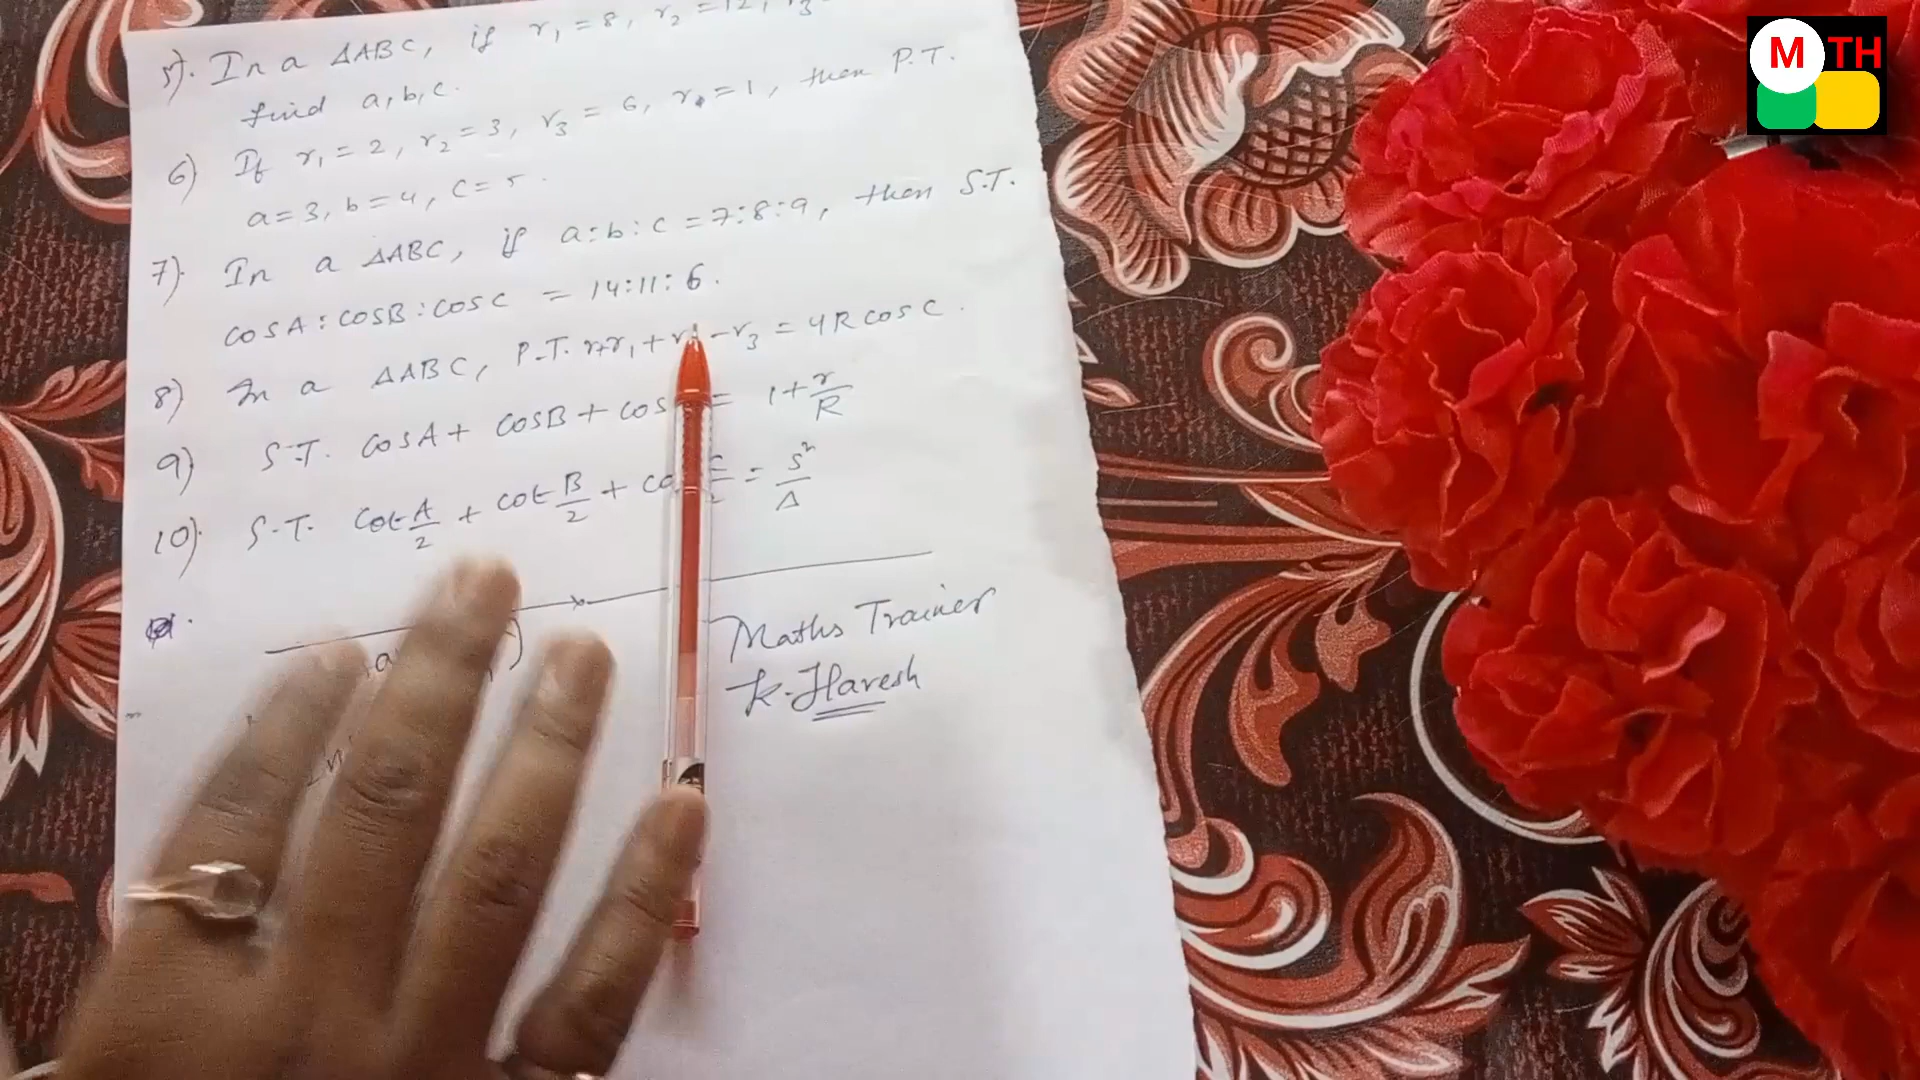 5). In a ΔABC, if r₁ = 8, r₂ = 12, r₃
find a,b,c.
6) If r₁ = 2, r₂ = 3, r₃ = 6, r = 1, then P.T.
a=3, b=4, c=5.
7). In a ΔABC, if a:b:c = 7:8:9, then S.T.
cosA : cosB : cosc = 14:11:6.
8) In a ΔABC, P.T. r+r₁ + r - r₃ = 4R cos C.
9) S.T. cosA + cosB + cos = 1 + r/R
10). S.T. Cot A/2 + cot B/2 + co C/2 = s²/Δ
Maths Trainer
K. Haresh
M TH